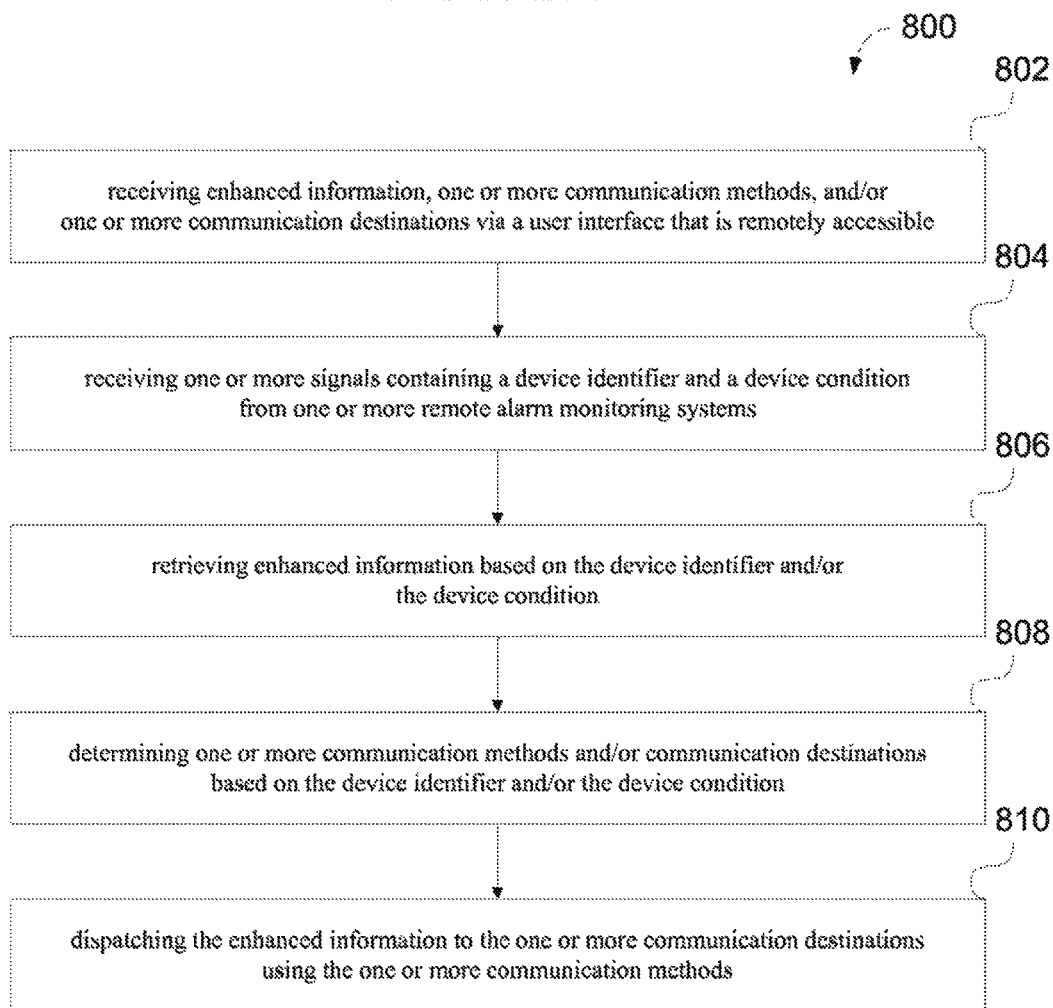 800
802
receiving enhanced information, one or more communication methods, and/or
one or more communication destinations via a user interface that is remotely accessible
804
receiving one or more signals containing a device identifier and a device condition
from one or more remote alarm monitoring systems
806
retrieving enhanced information based on the device identifier and/or
the device condition
808
determining one or more communication methods and/or communication destinations
based on the device identifier and/or the device condition
810
dispatching the enhanced information to the one or more communication destinations
using the one or more communication methods